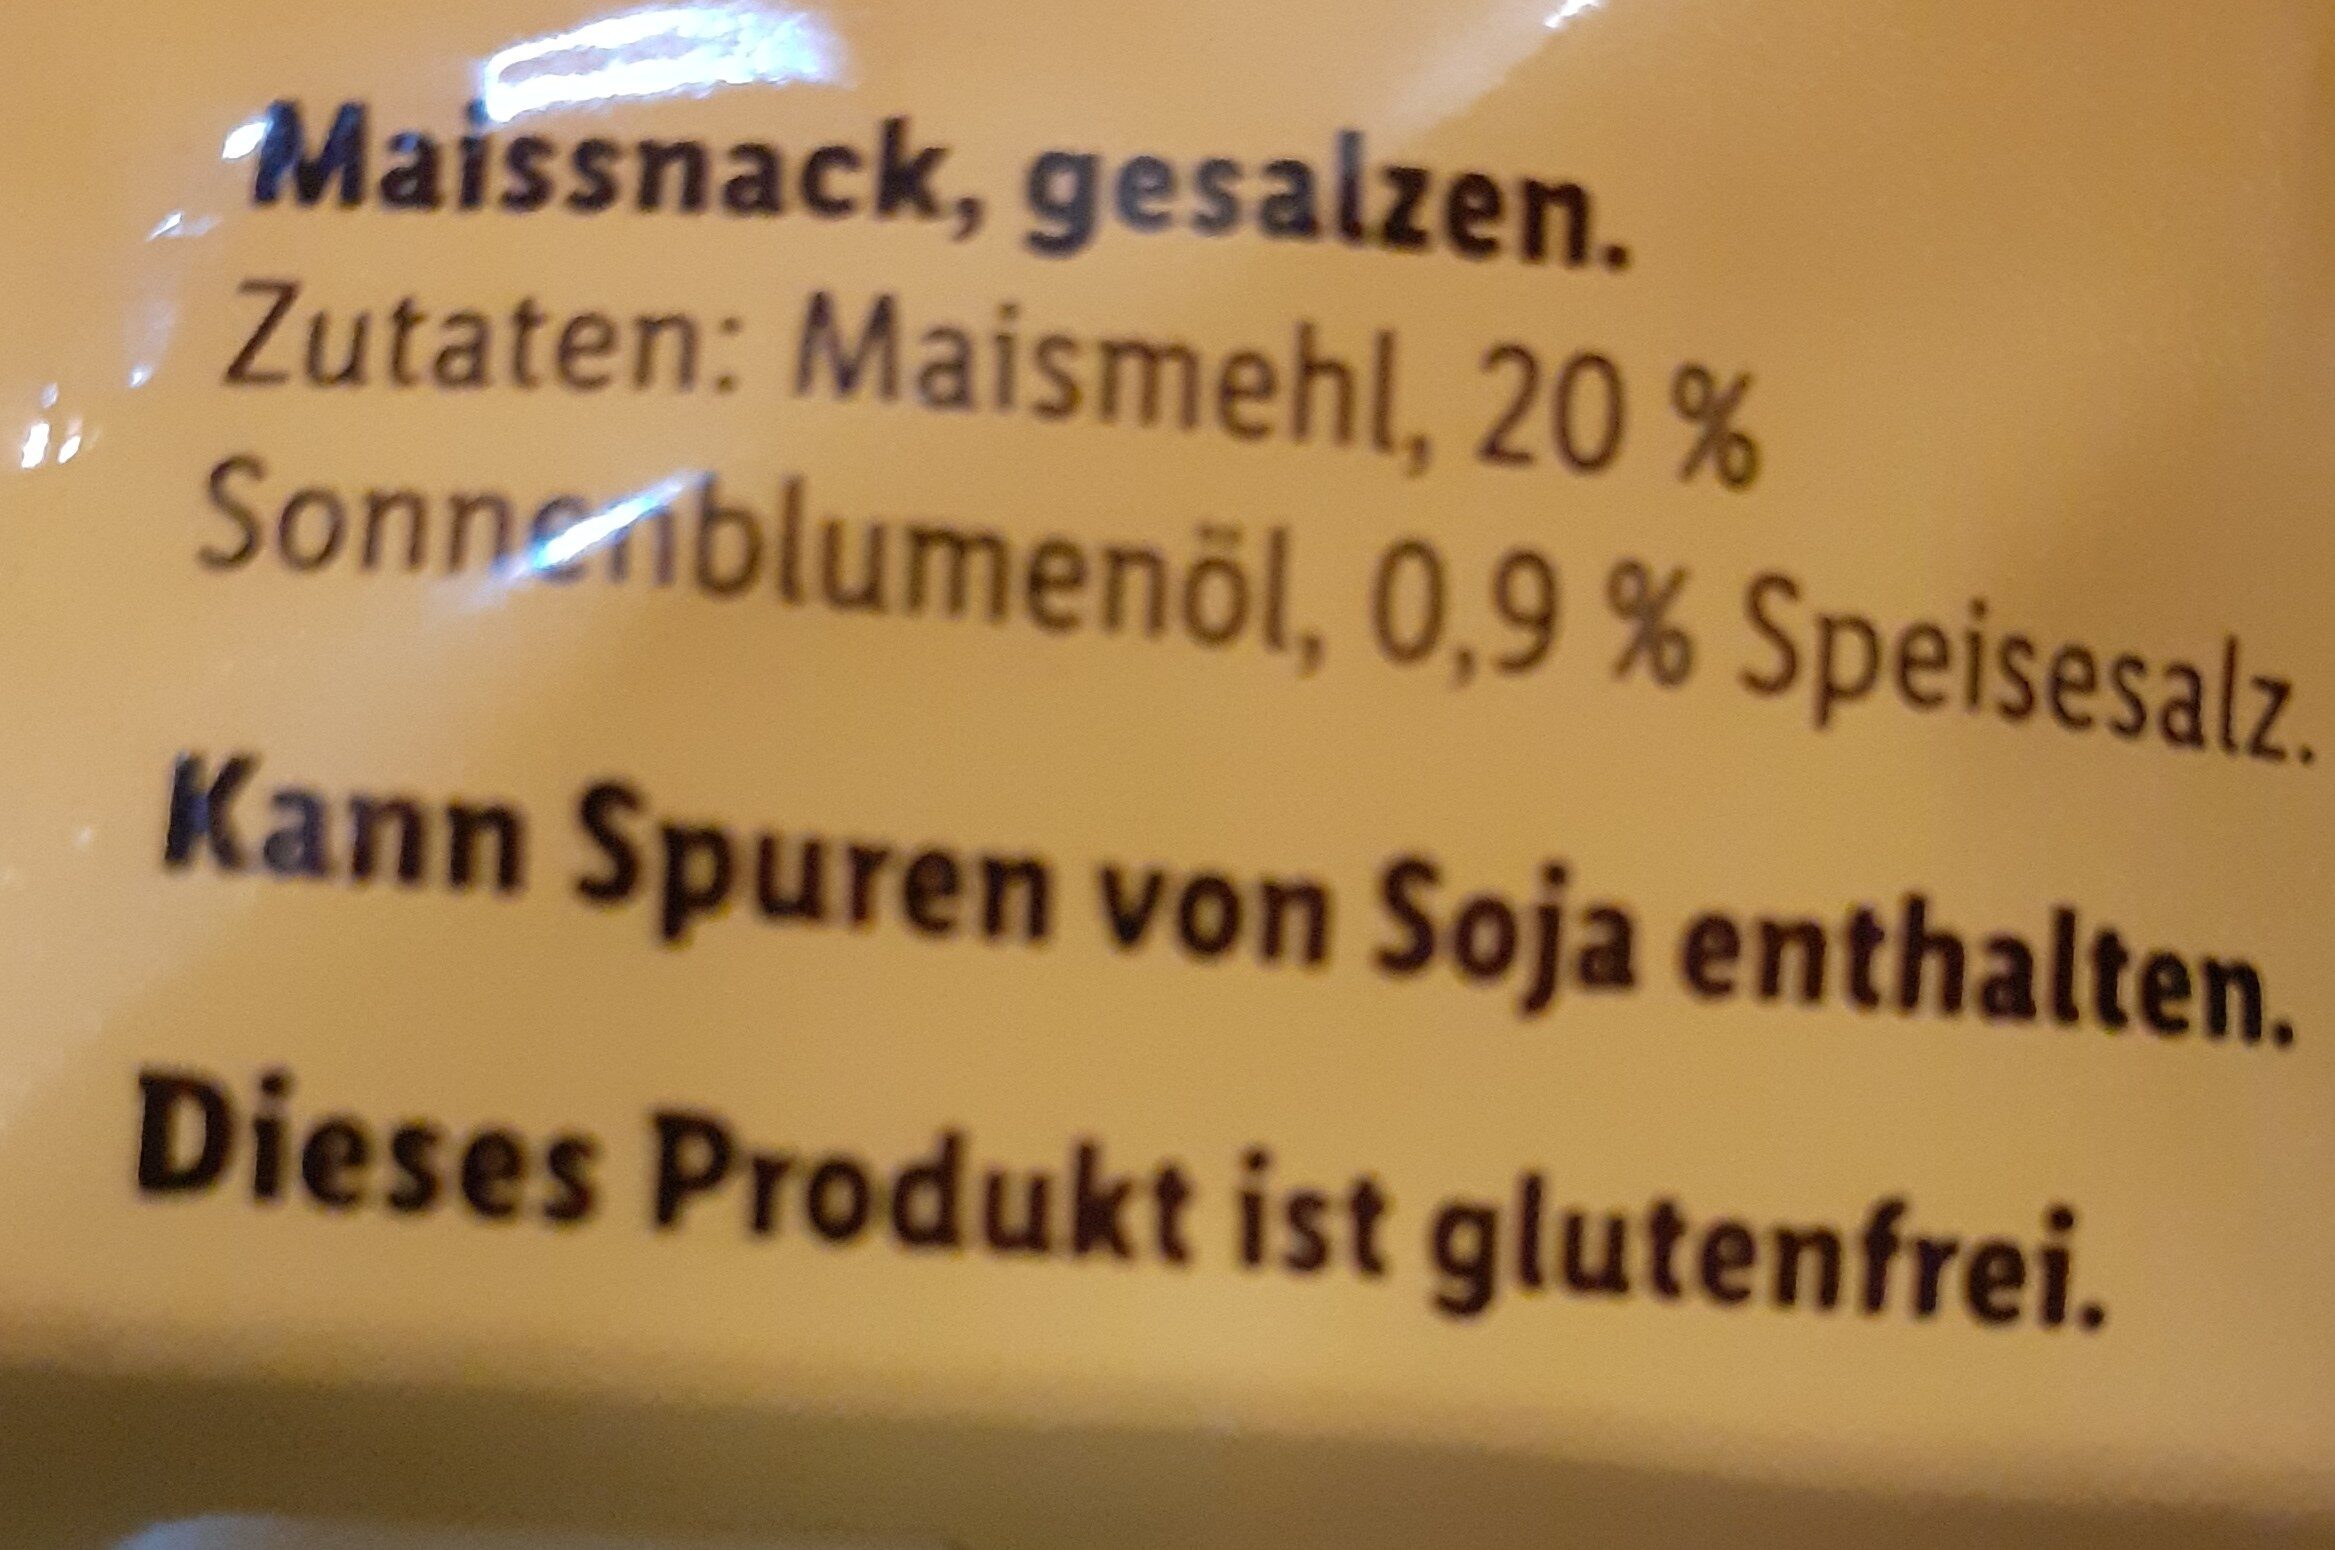 Maissnack, gesalzen.
Zutaten: Maismehl, 20 %
Sonnenblumenöl, 0,9 % Speisesalz.
Kann Spuren von Soja enthalten.
Dieses Produkt ist glutenfrei.